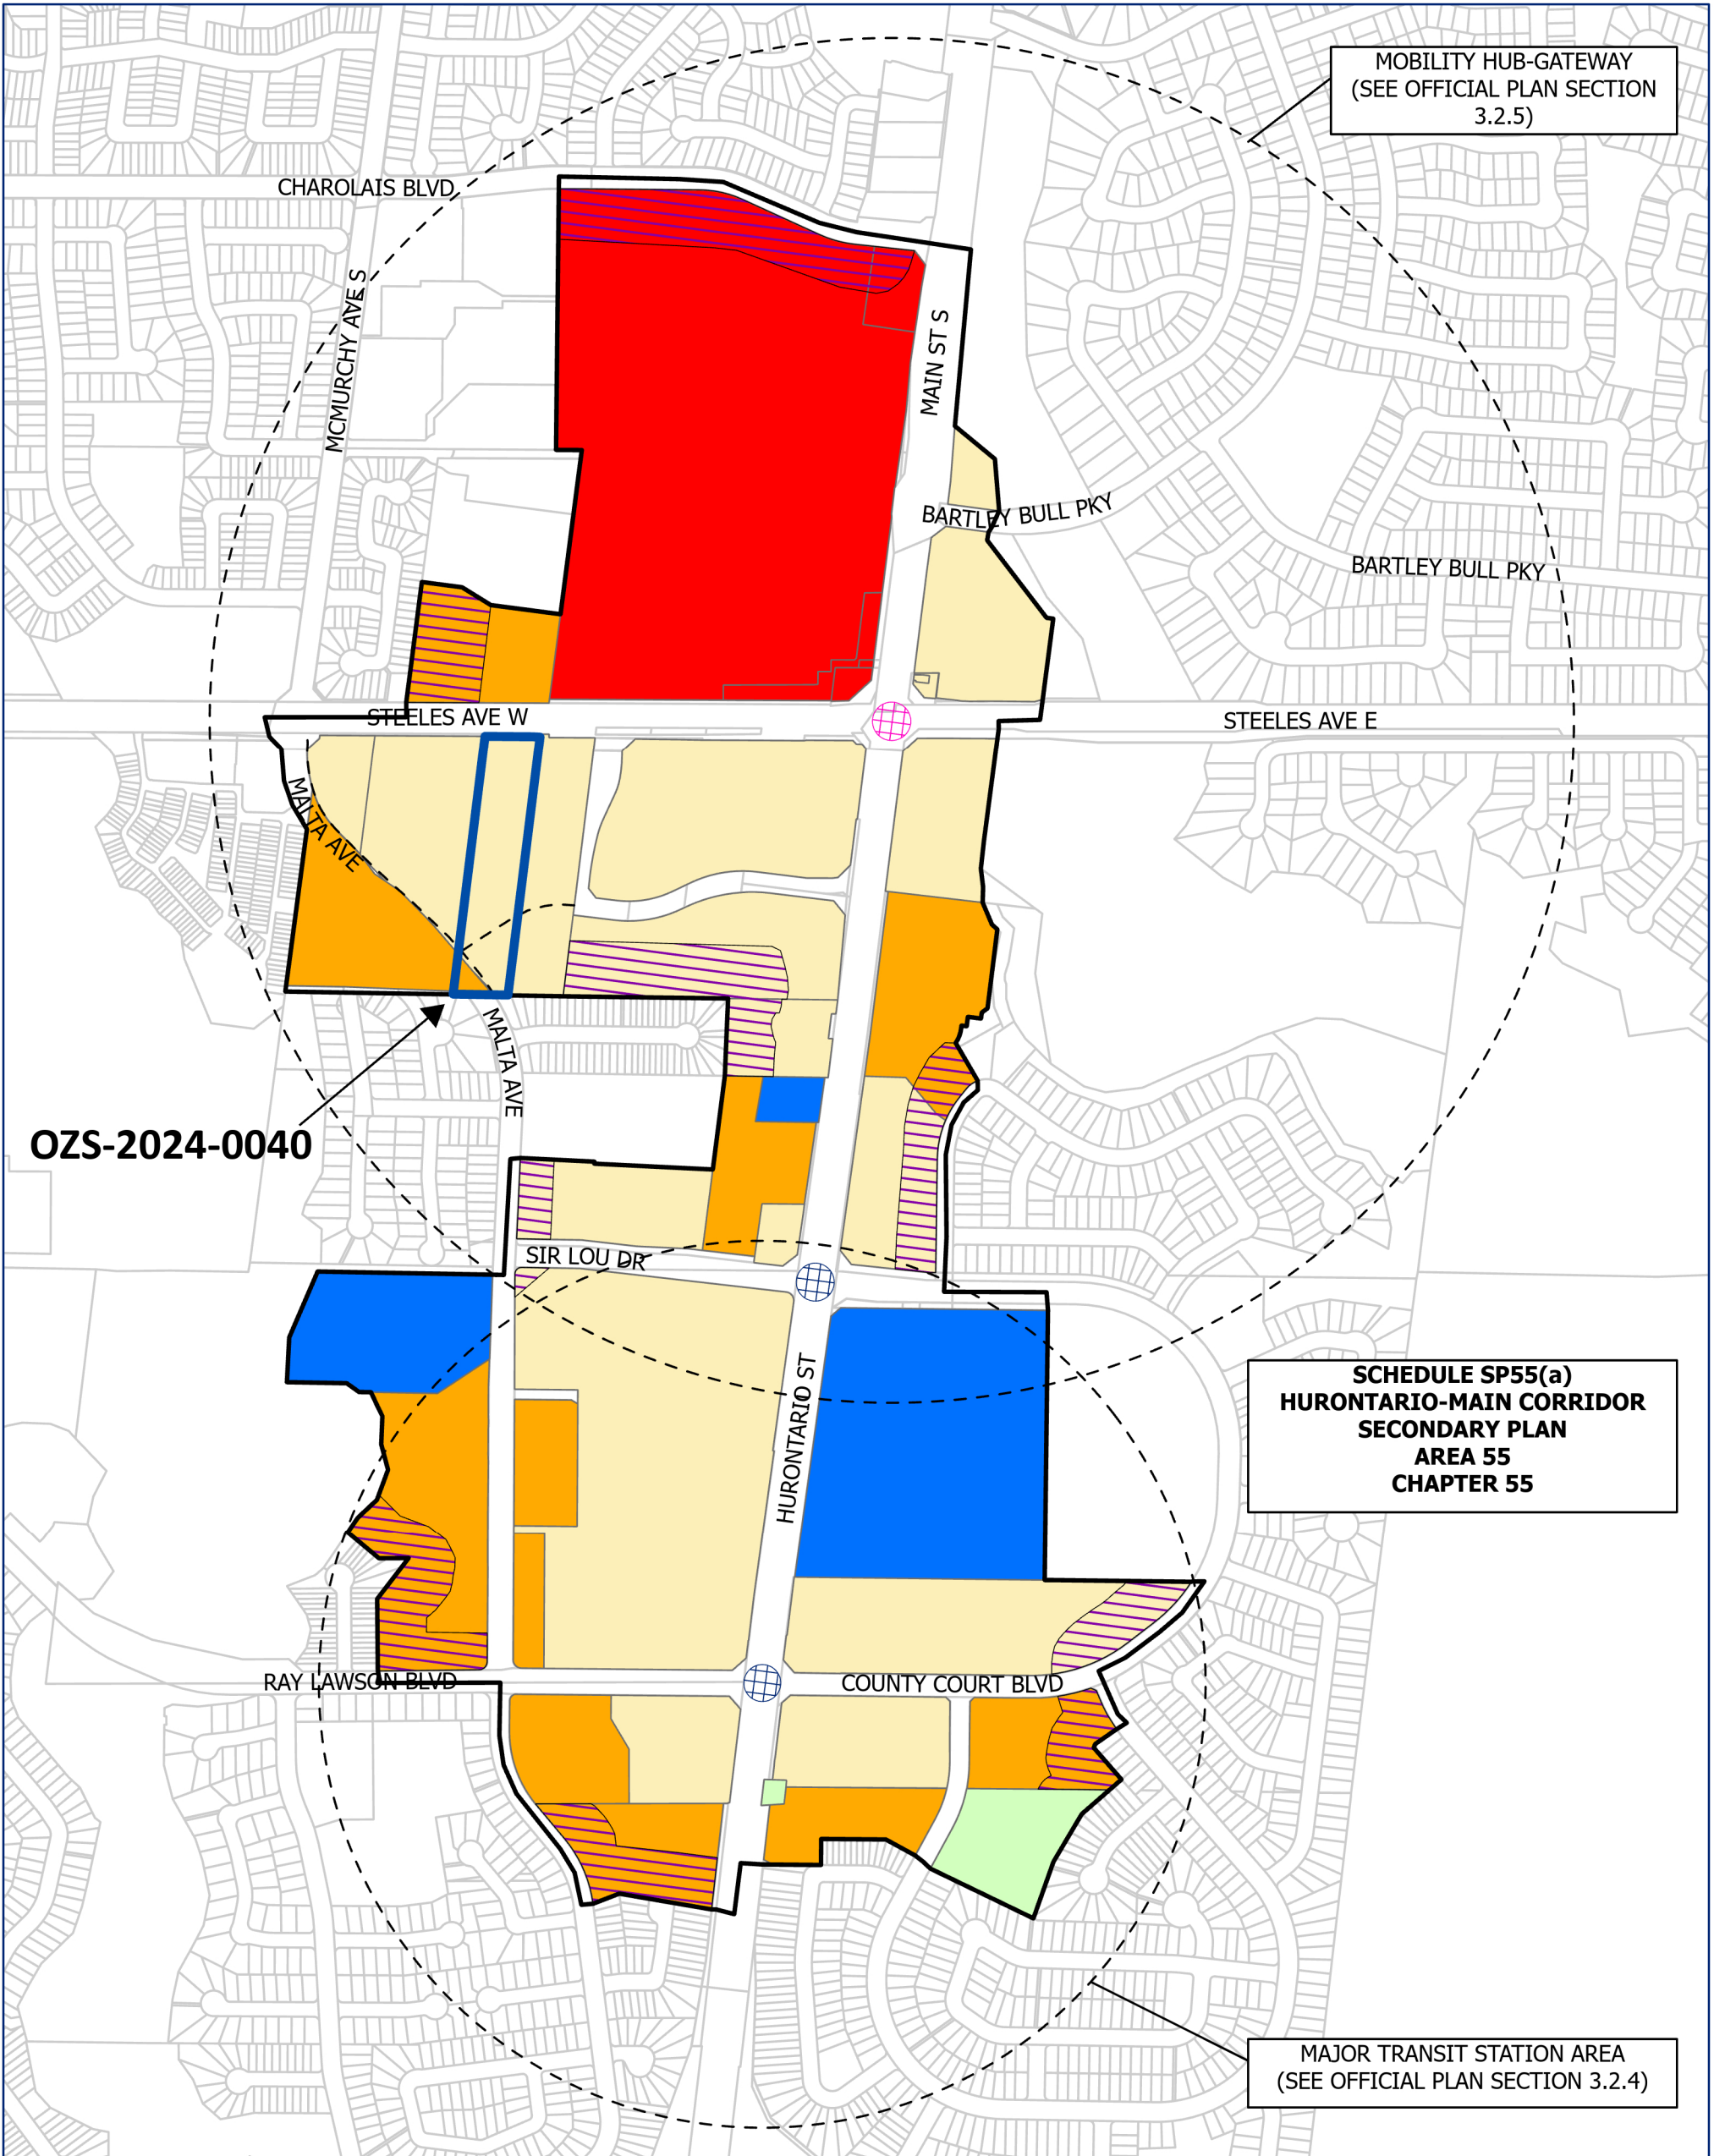 MOBILITY HUB-GATEWAY
(SEE OFFICIAL PLAN SECTION
3.2.5)
CHAROLAIS BLVD
MCMURCHY AVE S
MAIN ST S
BARTLEY BULL PKY
BARTLEY BULL PKY
STEELES AVE W
STEELES AVE E
MALTA AVE
MALTA AVE
OZS-2024-0040
SIR LOU DR
HURONTARIO ST
SCHEDULE SP55(a)
HURONTARIO-MAIN CORRIDOR
SECONDARY PLAN
AREA 55
CHAPTER 55
RAY LAWSON BLVD
COUNTY COURT BLVD
MAJOR TRANSIT STATION AREA
(SEE OFFICIAL PLAN SECTION 3.2.4)